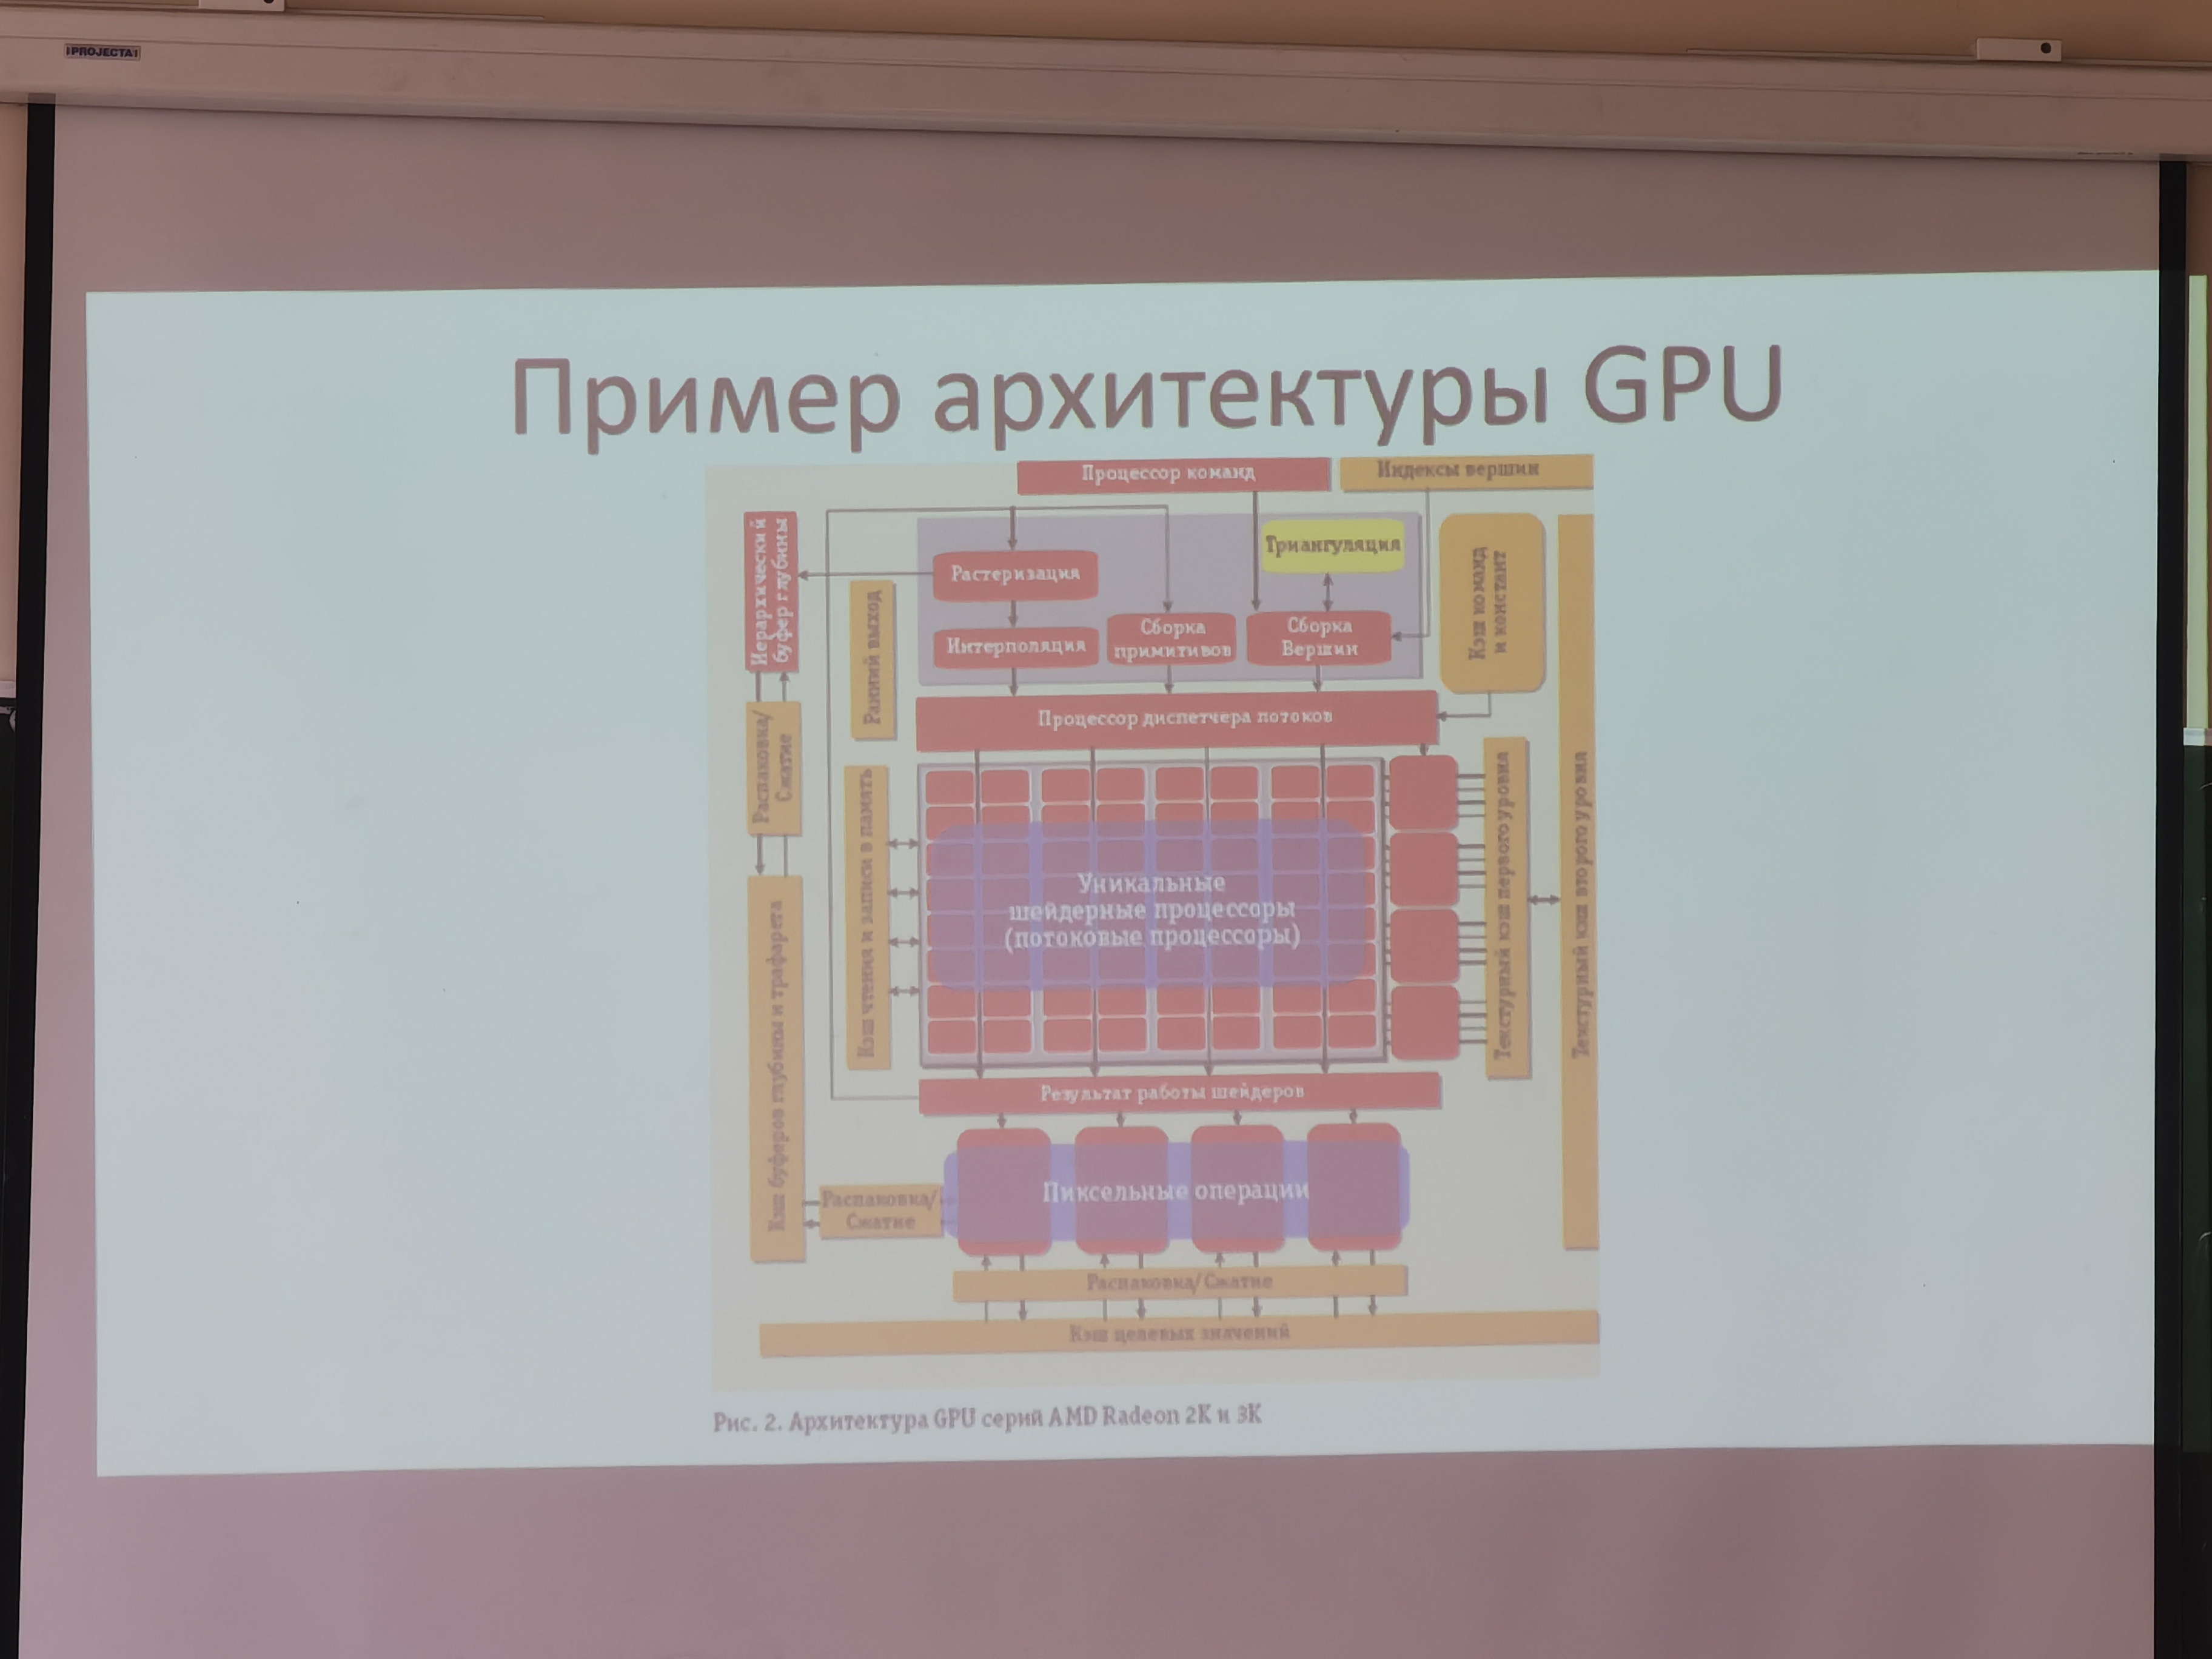 PROJECTA
Пример архитектуры GPU
Процессор команд
Индексы вершин
Иерархический
буфер глубины
Растеризация
Триангуляция
Кэш команд
и констант
Ранний выход
Интерполяция
Сборка
примитивов
Сборка
Вершин
Распаковка/
Сжатие
Процессор диспетчера потоков
Кэш чтения и записи в память
Уникальные
шейдерные процессоры
(потоковые процессоры)
Текстурный кэш первого уровня
Текстурный кэш второго уровня
Кэш буферов глубины и трафарета
Результат работы шейдеров
Распаковка/
Сжатие
Пиксельные операции
Распаковка/Сжатие
Кэш целевых значений
Рис. 2. Архитектура GPU серий AMD Radeon 2K и 3K